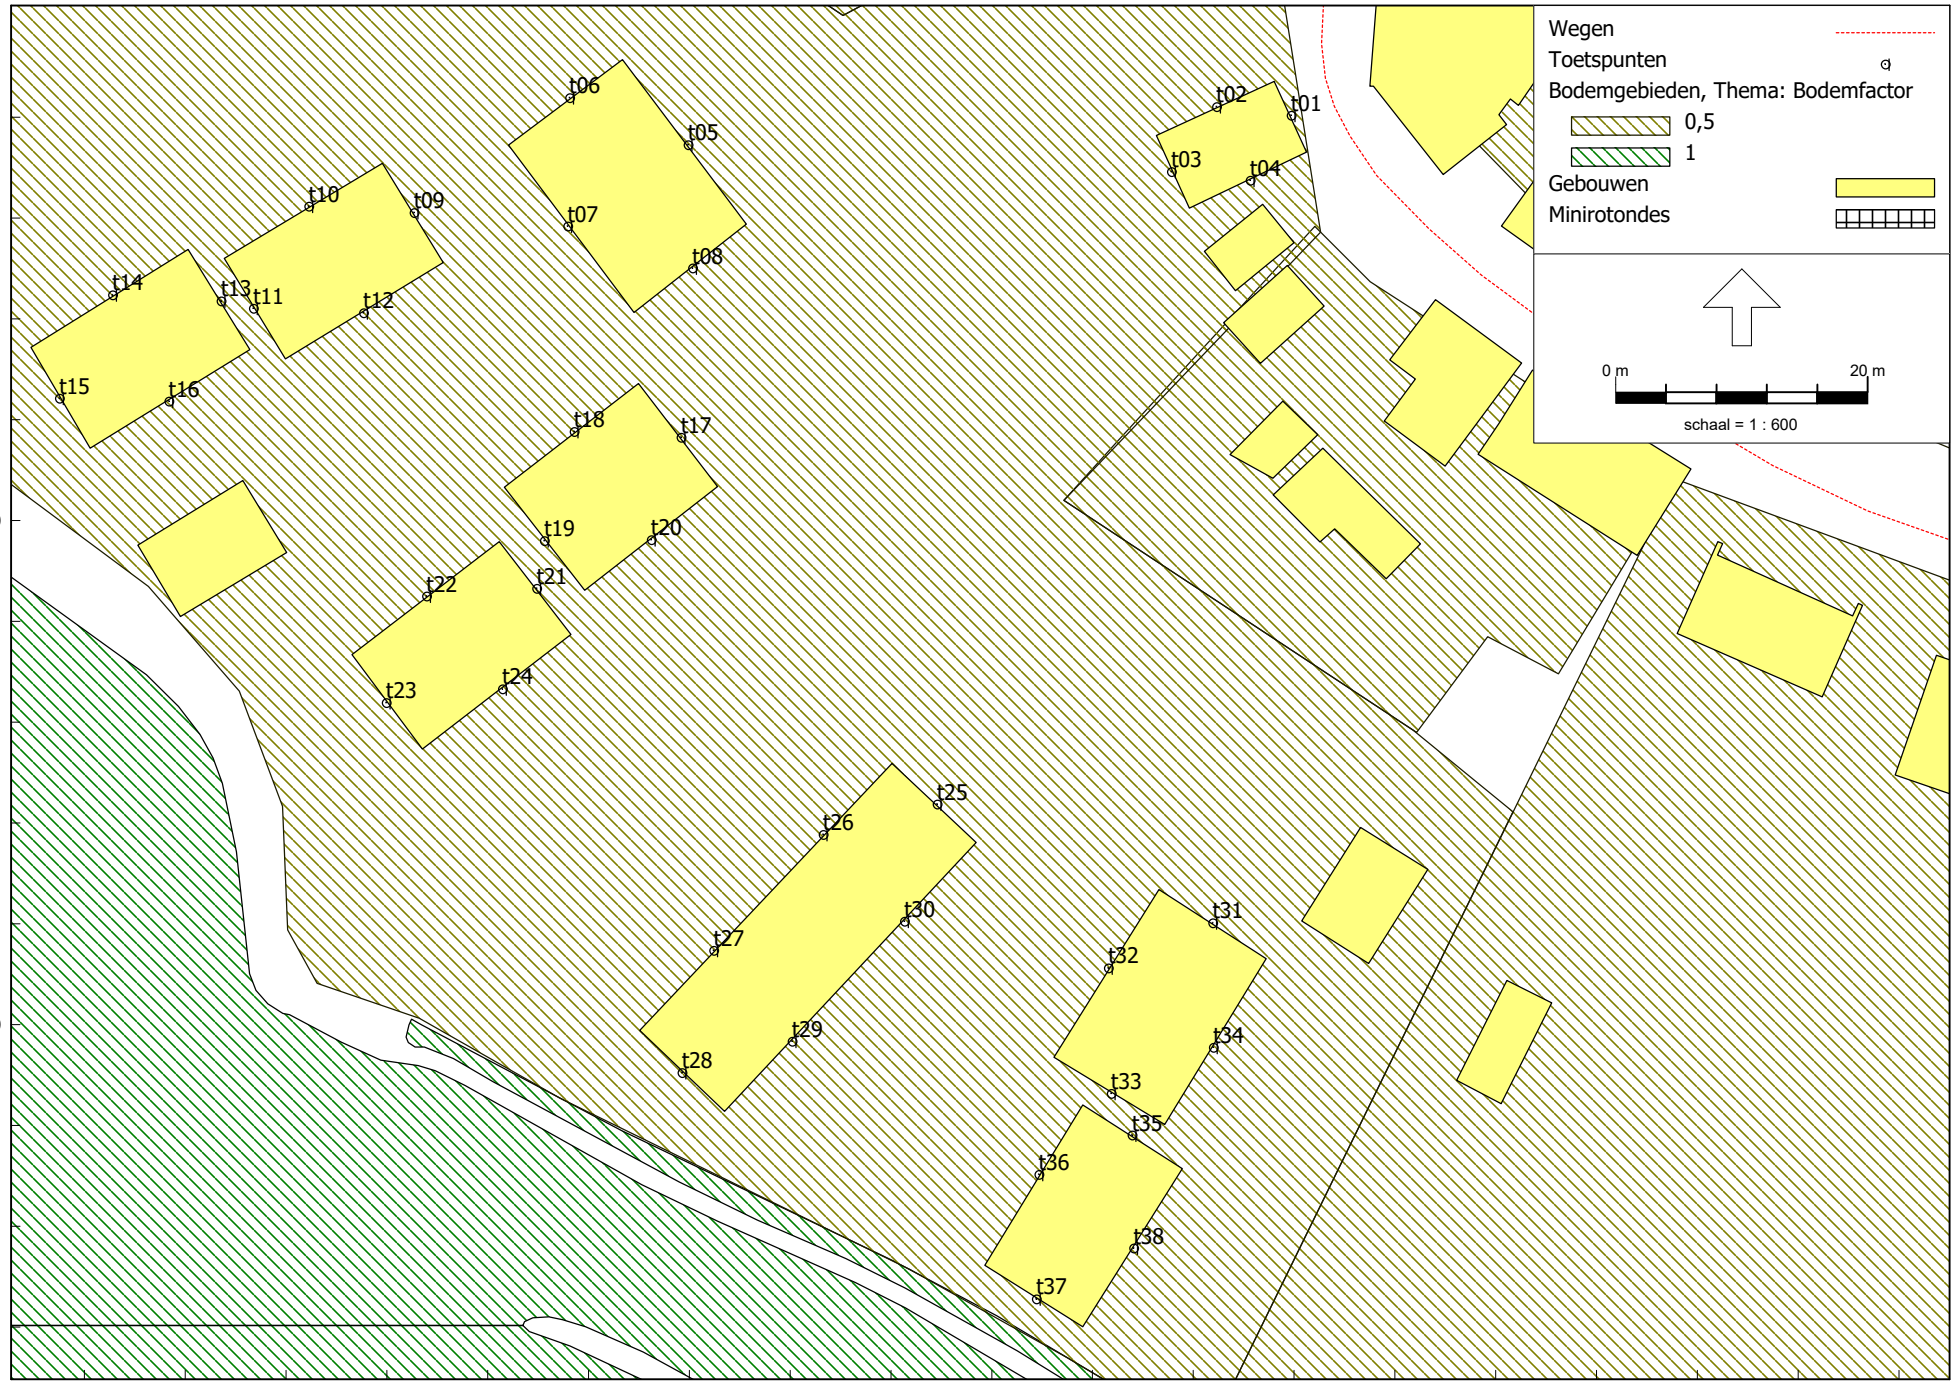 Wegen
Toetspunten
Bodemgebieden, Thema: Bodemfactor
0,5
1
Gebouwen
Minirotondes
0 m 20 m
schaal = 1 : 600
t06
t02
t01
t05
t03
t04
t10
t09
t07
t08
t14
t13
t11
t12
t15
t16
t18
t17
t19
t20
t22
t21
t23
t24
t25
t26
t30
t27
t31
t32
t29
t34
t28
t33
t35
t36
t38
t37